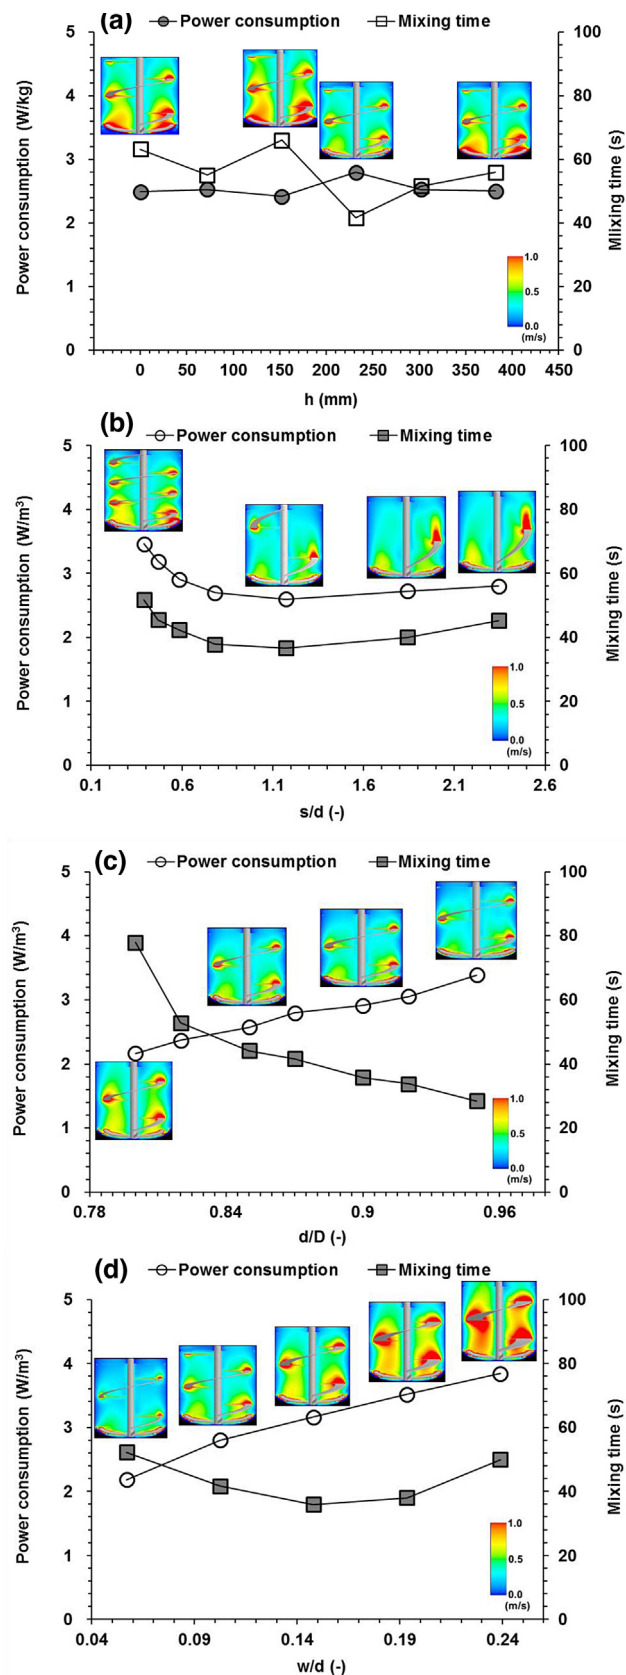 (a) Power consumption Mixing time
Power consumption (W/kg)
5
4
3
2
1
0
100
80
60
40
20
0
MIixing time (s)
1.0
0.5
0.0
(m/s)
0 50 100 150 200 250 300 350 400 450
h (mm)
(b) Power consumption Mixing time
Power consumption (W/m³)
5
4
3
2
1
0
100
80
60
40
20
0
Mixing time (s)
1.0
0.5
0.0
(m/s)
0.1 0.6 1.1 1.6 2.1 2.6
s/d (-)
(c) Power consumption Mixing time
Power consumption (W/m³)
5
4
3
2
1
0
100
80
60
40
20
0
Mixing time (s)
1.0
0.5
0.0
(m/s)
0.78 0.84 0.9 0.96
d/D (-)
(d) Power consumption Mixing time
Power consumption (W/m³)
5
4
3
2
1
0
100
80
60
40
20
0
Mixing time (s)
1.0
0.5
0.0
(m/s)
0.04 0.09 0.14 0.19 0.24
w/d (-)